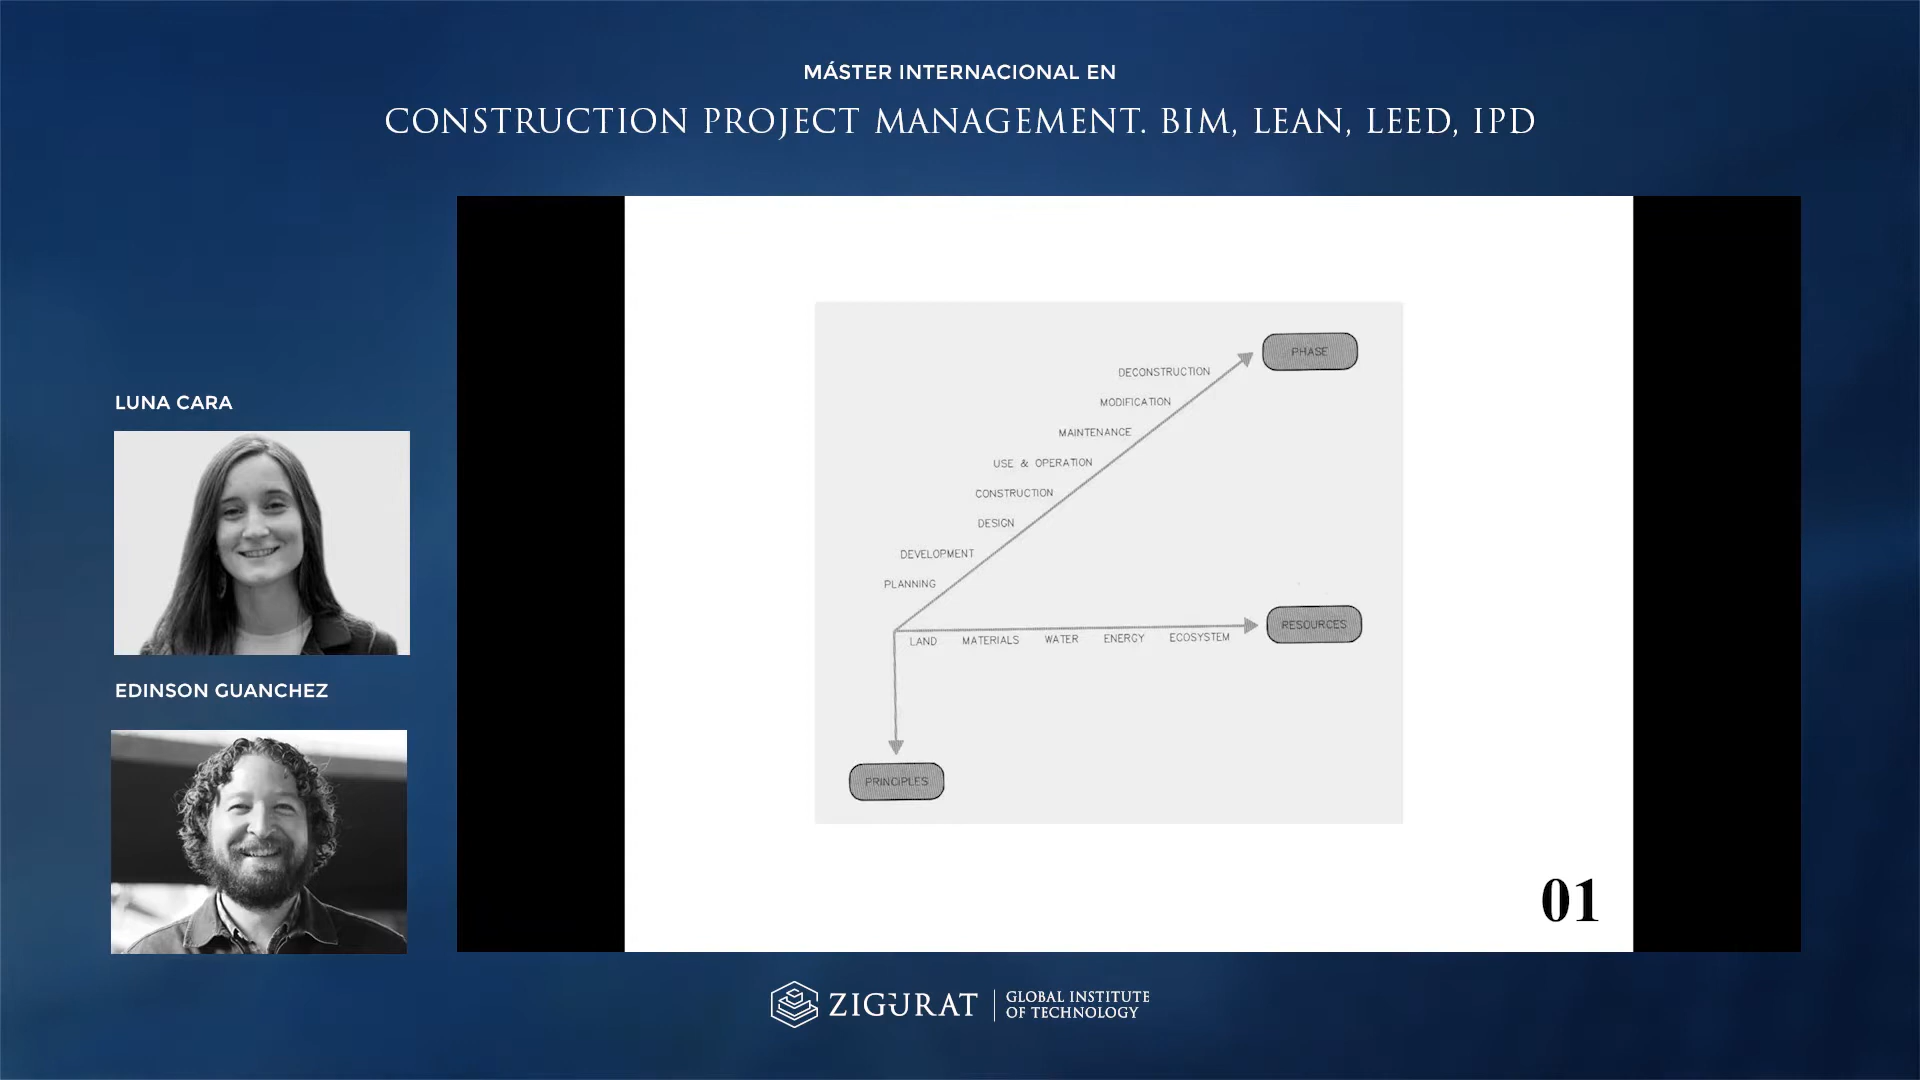 MÁSTER INTERNACIONAL EN
CONSTRUCTION PROJECT MANAGEMENT. BIM, LEAN, LEED, IPD
LUNA CARA
EDINSON GUANCHEZ
PHASE
DECONSTRUCTION
MODIFICATION
MAINTENANCE
USE & OPERATION
CONSTRUCTION
DESIGN
DEVELOPMENT
PLANNING
RESOURCES
LAND MATERIALS WATER ENERGY ECOSYSTEM
PRINCIPLES
01
ZIGURAT
GLOBAL INSTITUTE
OF TECHNOLOGY